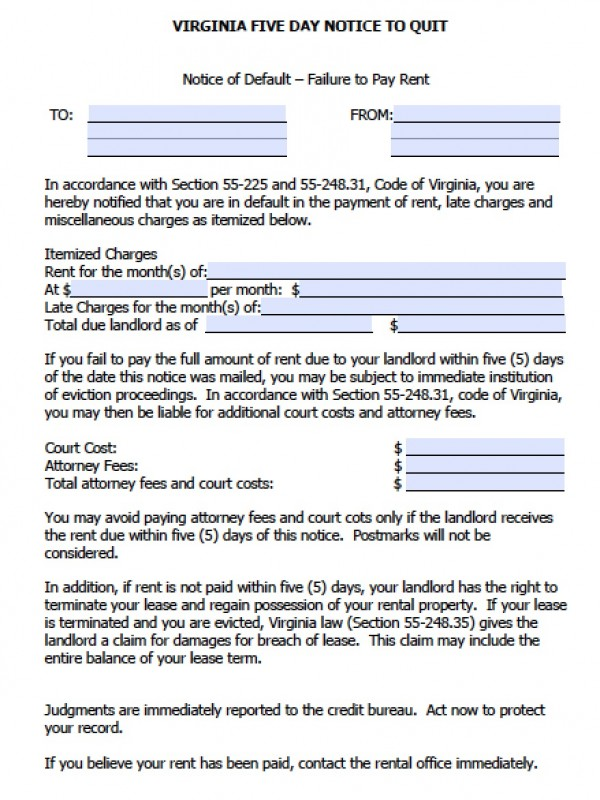 VIRGINIA FIVE DAY NOTICE TO QUIT
Notice of Default – Failure to Pay Rent
TO: FROM:
In accordance with Section 55-225 and 55-248.31, Code of Virginia, you are
hereby notified that you are in default in the payment of rent, late charges and
miscellaneous charges as itemized below.
Itemized Charges
Rent for the month(s) of:
At $ per month: $
Late Charges for the month(s) of:
Total due landlord as of $
If you fail to pay the full amount of rent due to your landlord within five (5) days
of the date this notice was mailed, you may be subject to immediate institution
of eviction proceedings. In accordance with Section 55-248.31, code of Virginia,
you may then be liable for additional court costs and attorney fees.
Court Cost: $
Attorney Fees: $
Total attorney fees and court costs: $
You may avoid paying attorney fees and court cots only if the landlord receives
the rent due within five (5) days of this notice. Postmarks will not be
considered.
In addition, if rent is not paid within five (5) days, your landlord has the right to
terminate your lease and regain possession of your rental property. If your lease
is terminated and you are evicted, Virginia law (Section 55-248.35) gives the
landlord a claim for damages for breach of lease. This claim may include the
entire balance of your lease term.
Judgments are immediately reported to the credit bureau. Act now to protect
your record.
If you believe your rent has been paid, contact the rental office immediately.